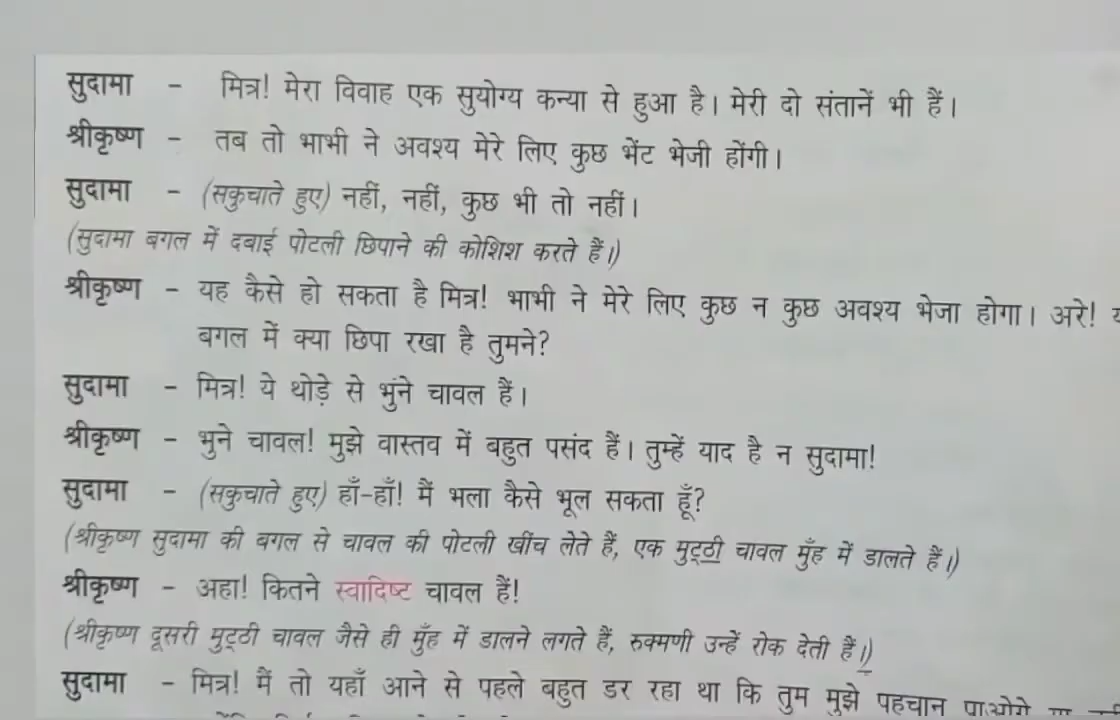 सुदामा - मित्र! मेरा विवाह एक सुयोग्य कन्या से हुआ है। मेरी दो संतानें भी हैं।
श्रीकृष्ण - तब तो भाभी ने अवश्य मेरे लिए कुछ भेंट भेजी होंगी।
सुदामा - (सकुचाते हुए) नहीं, नहीं, कुछ भी तो नहीं।
(सुदामा बगल में दबाई पोटली छिपाने की कोशिश करते हैं।)
श्रीकृष्ण - यह कैसे हो सकता है मित्र! भाभी ने मेरे लिए कुछ न कुछ अवश्य भेजा होगा। अरे!
बगल में क्या छिपा रखा है तुमने?
सुदामा - मित्र! ये थोड़े से भुंने चावल हैं।
श्रीकृष्ण - भुने चावल! मुझे वास्तव में बहुत पसंद हैं। तुम्हें याद है न सुदामा!
सुदामा - (सकुचाते हुए) हाँ-हाँ! मैं भला कैसे भूल सकता हूँ?
(श्रीकृष्ण सुदामा की बगल से चावल की पोटली खींच लेते हैं, एक मुट्ठी चावल मुँह में डालते हैं।)
श्रीकृष्ण - अहा! कितने स्वादिष्ट चावल हैं!
(श्रीकृष्ण दूसरी मुट्ठी चावल जैसे ही मुँह में डालने लगते हैं, रुक्मणी उन्हें रोक देती हैं।)
सुदामा - मित्र! मैं तो यहाँ आने से पहले बहुत डर रहा था कि तुम मुझे पहचान पाओगे या